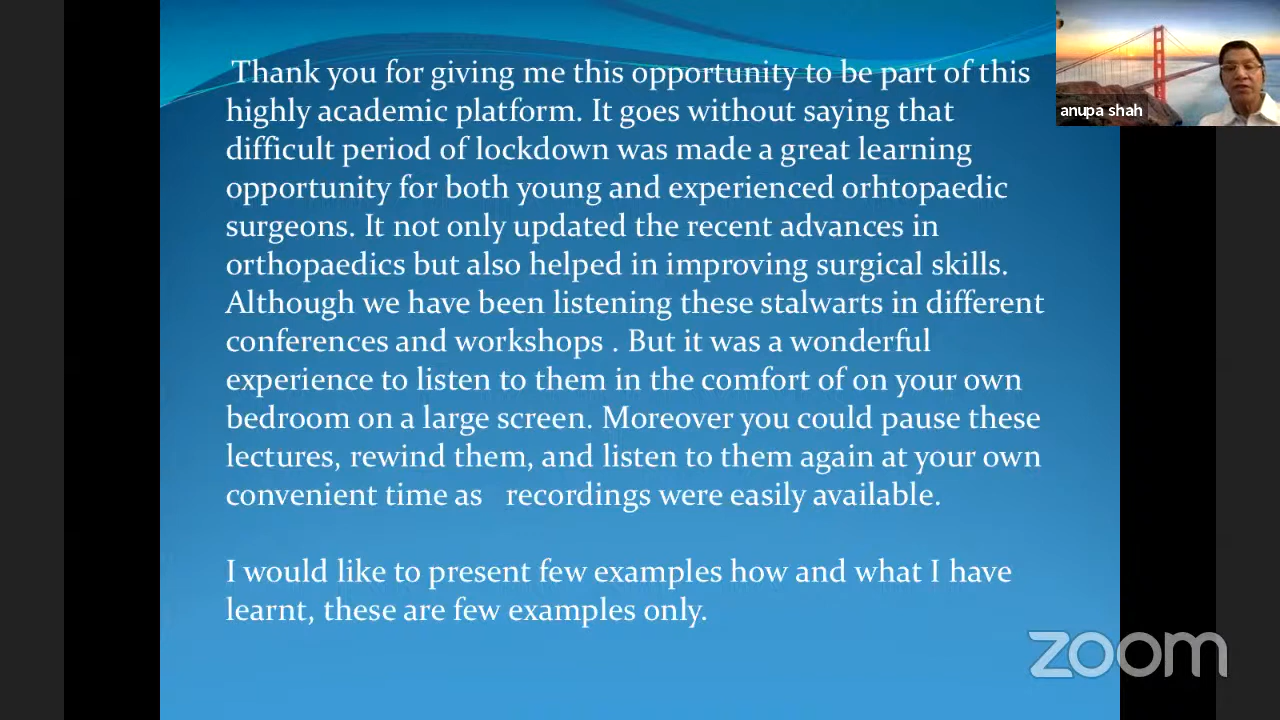 Thank you for giving me this opportunity to be part of this
highly academic platform. It goes without saying that
difficult period of lockdown was made a great learning
opportunity for both young and experienced orhtopaedic
surgeons. It not only updated the recent advances in
orthopaedics but also helped in improving surgical skills.
Although we have been listening these stalwarts in different
conferences and workshops . But it was a wonderful
experience to listen to them in the comfort of on your own
bedroom on a large screen. Moreover you could pause these
lectures, rewind them, and listen to them again at your own
convenient time as recordings were easily available.
I would like to present few examples how and what I have
learnt, these are few examples only.
anupa shah
zoom